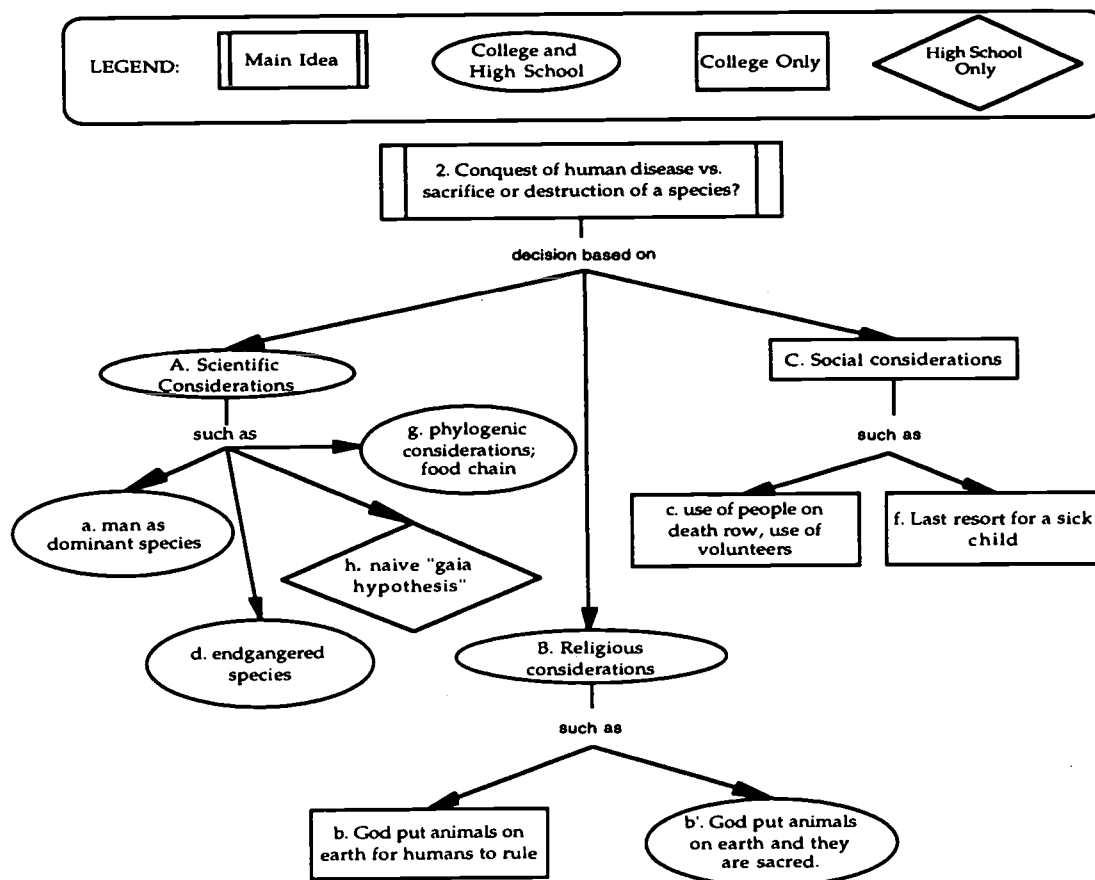 LEGEND:
Main Idea
College and
High School
College Only
High School
Only
2. Conquest of human disease vs.
sacrifice or destruction of a species?
decision based on
A. Scientific
Considerations
C. Social considerations
such as
g. phylogenic
considerations;
food chain
such as
a. man as
dominant species
c. use of people on
death row, use of
volunteers
f. Last resort for a sick
child
h. naive "gaia
hypothesis"
d. endgangered
species
B. Religious
considerations
such as
b. God put animals on
earth for humans to rule
b'. God put animals
on earth and they
are sacred.